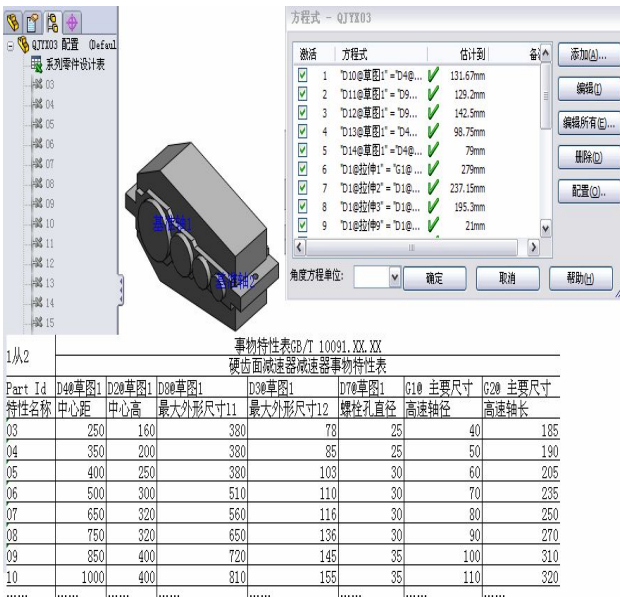 QJYX03 配置 (Defaul
系列零件设计表
03
04
05
06
07
08
09
10
11
12
13
14
15
基准轴1
基准轴2
方程式 - QJYX03
激活 方程式 估计到 备注
1 "D10@草图1" ="D4@... 131.67mm
2 "D11@草图1" ="D9... 129.2mm
3 "D12@草图1" ="D9... 142.5mm
4 "D13@草图1" ="D4... 98.75mm
5 "D14@草图1" ="D4@... 79mm
6 "D1@拉伸1" = "G1@... 279mm
7 "D1@拉伸2" = "D1@... 237.15mm
8 "D1@拉伸3" = "D1@... 195.3mm
9 "D1@拉伸9" = "D1@... 21mm
添加(A)...
编辑(I)
编辑所有(E)...
删除(D)
配置(O)...
角度方程单位: 确定 取消 帮助(H)
1从2 事物特性表GB/T 10091.XX.XX
硬齿面减速器减速器事物特性表
Part Id D4@草图1 D2@草图1 D8@草图1 D3@草图1 D7@草图1 G1@ 主要尺寸 G2@ 主要尺寸
特性名称 中心距 中心高 最大外形尺寸l1 最大外形尺寸l2 螺栓孔直径 高速轴径 高速轴长
03 250 160 380 78 25 40 185
04 350 200 380 85 25 50 190
05 400 250 380 103 30 60 205
06 500 300 510 110 30 70 235
07 650 320 560 116 30 80 250
08 750 320 650 136 30 90 270
09 850 400 720 145 35 100 310
10 1000 400 810 155 35 110 320
…… …… …… …… …… …… …… ……